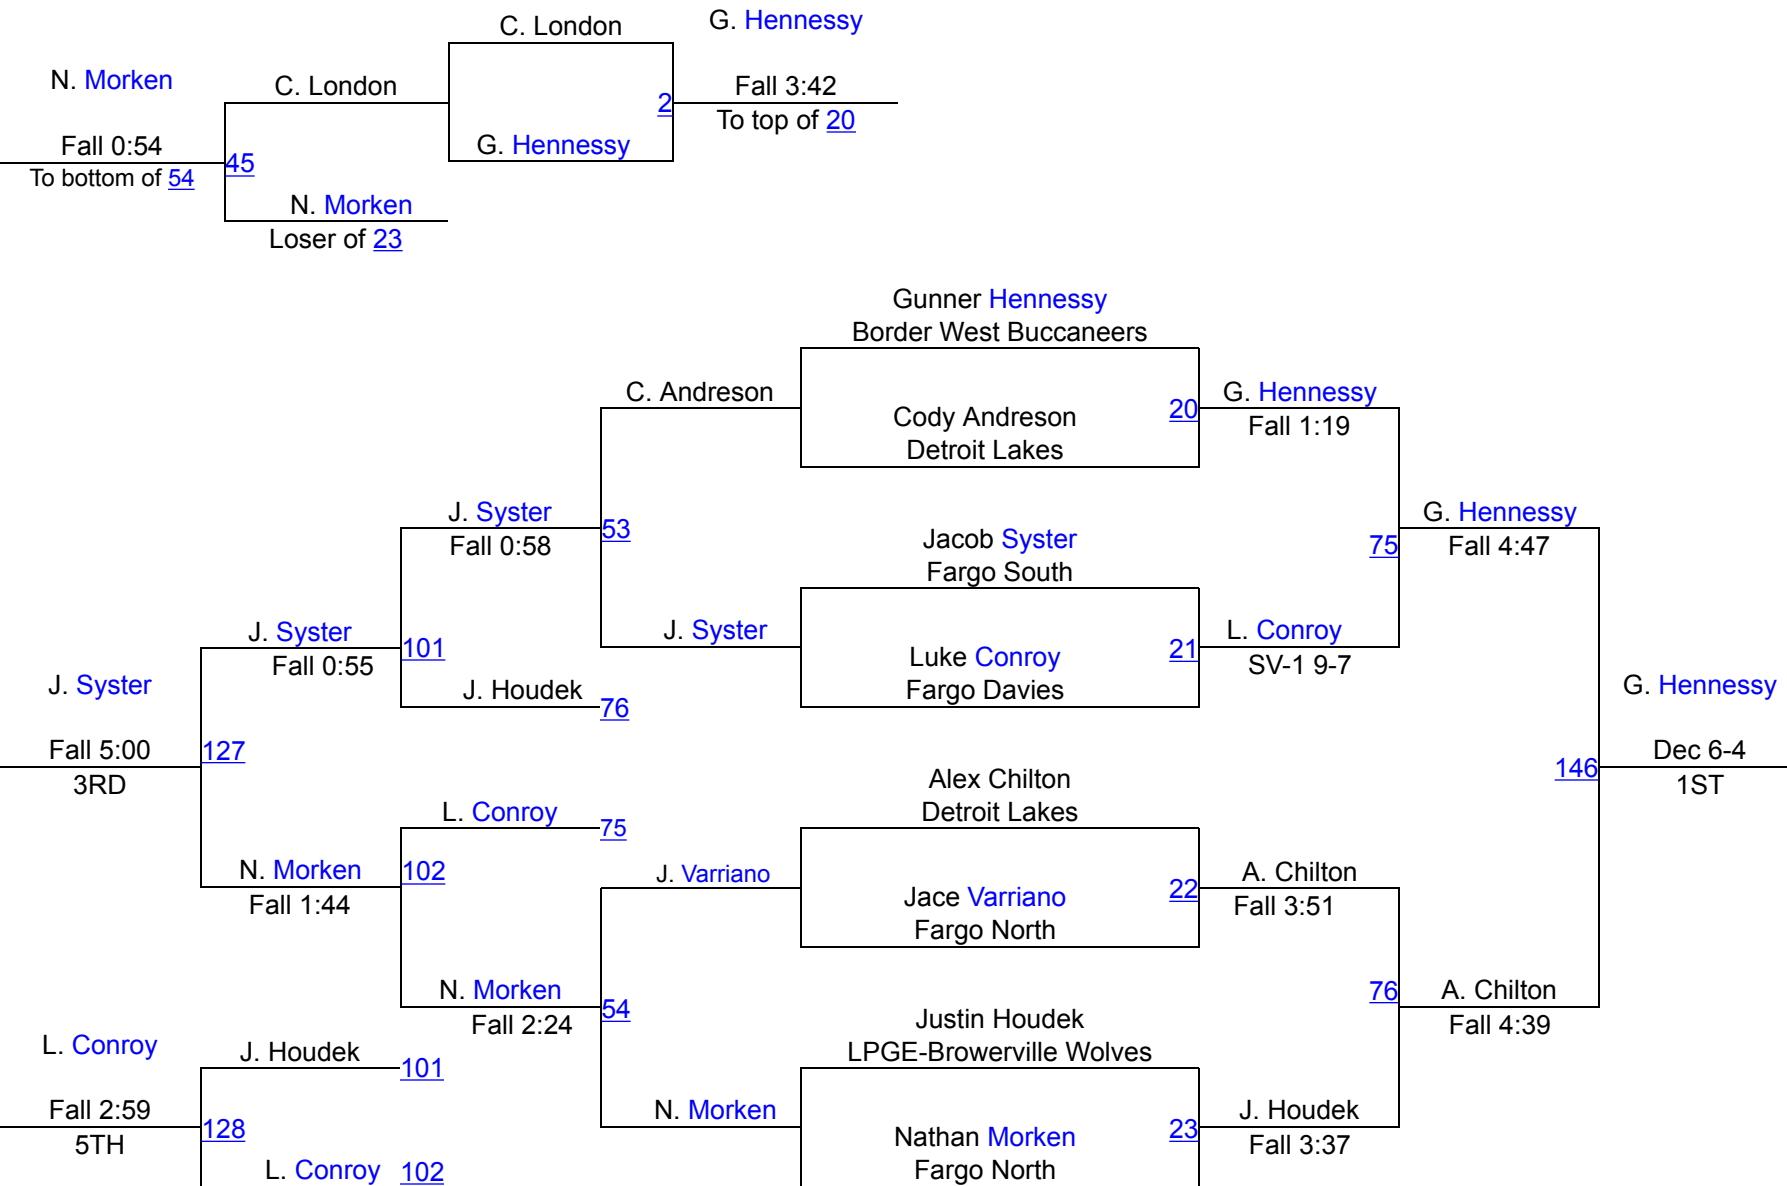 C. London
G. Hennessy
N. Morken
C. London
Fall 3:42
2
To top of 20
Fall 0:54
G. Hennessy
45
To bottom of 54
N. Morken
Loser of 23
Gunner Hennessy
Border West Buccaneers
C. Andreson
G. Hennessy
20
Cody Andreson
Fall 1:19
Detroit Lakes
J. Syster
G. Hennessy
53
Jacob Syster
Fall 0:58
75
Fall 4:47
Fargo South
J. Syster
J. Syster
L. Conroy
101
21
Luke Conroy
Fall 0:55
SV-1 9-7
J. Syster
J. Houdek
Fargo Davies
G. Hennessy
76
Fall 5:00
127
Dec 6-4
146
3RD
Alex Chilton
1ST
L. Conroy
Detroit Lakes
75
N. Morken
102
J. Varriano
A. Chilton
22
Jace Varriano
Fall 1:44
Fall 3:51
Fargo North
N. Morken
76
A. Chilton
54
Justin Houdek
Fall 2:24
Fall 4:39
L. Conroy
J. Houdek
LPGE-Browerville Wolves
101
Fall 2:59
N. Morken
J. Houdek
128
23
Nathan Morken
5TH
Fall 3:37
L. Conroy 102
Fargo North